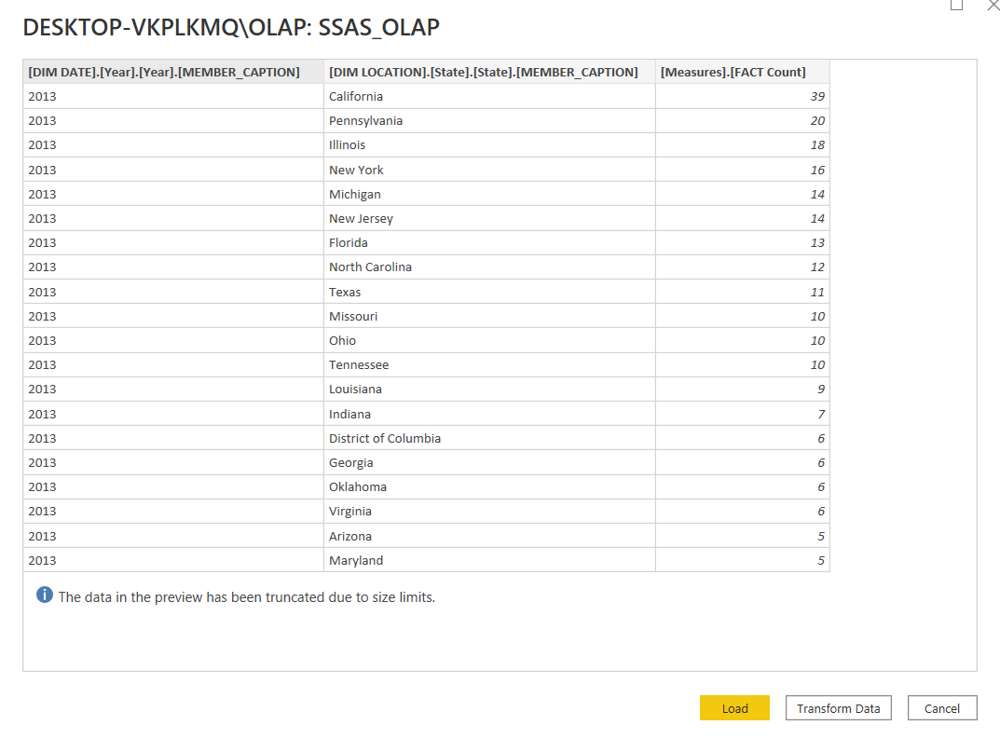 DESKTOP-VKPLKMQ\OLAP: SSAS_OLAP
[DIM DATE].[Year].[Year].[MEMBER_CAPTION] [DIM LOCATION].[State].[State].[MEMBER_CAPTION] [Measures].[FACT Count]
2013 California 39
2013 Pennsylvania 20
2013 Illinois 18
2013 New York 16
2013 Michigan 14
2013 New Jersey 14
2013 Florida 13
2013 North Carolina 12
2013 Texas 11
2013 Missouri 10
2013 Ohio 10
2013 Tennessee 10
2013 Louisiana 9
2013 Indiana 7
2013 District of Columbia 6
2013 Georgia 6
2013 Oklahoma 6
2013 Virginia 6
2013 Arizona 5
2013 Maryland 5
The data in the preview has been truncated due to size limits.
Load Transform Data Cancel